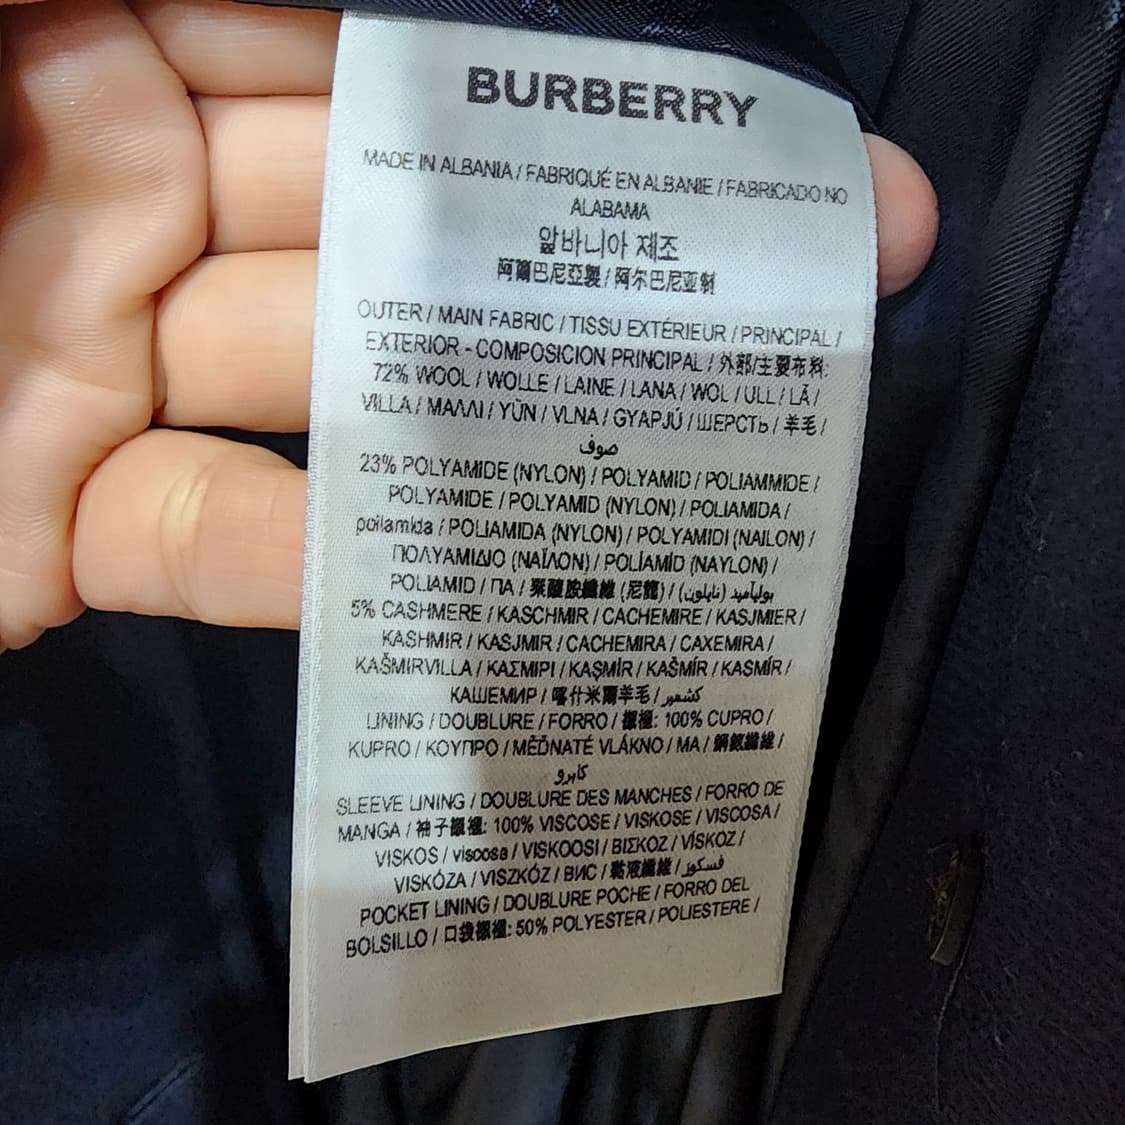 BURBERRY
MADE IN ALBANIA / FABRIQUÉ EN ALBANIE / FABRICADO NO
ALABAMA
알바니아 제조
阿爾巴尼亞製 / 阿尔巴尼亚制
OUTER / MAIN FABRIC / TISSU EXTÉRIEUR / PRINCIPAL /
EXTERIOR - COMPOSICION PRINCIPAL / 外部/主要布料:
72% WOOL / WOLLE / LAINE / LANA / WOL / ULL / LÃ /
VILLA / ΜΑΛΛΙ / YÜN / VLNA / GYAPJÚ / ШЕРСТЬ / 羊毛 /
صوف
23% POLYAMIDE (NYLON) / POLYAMID / POLIAMMIDE /
POLYAMIDE / POLYAMID (NYLON) / POLIAMIDA /
poliamida / POLIAMIDA (NYLON) / POLYAMIDI (NAILON) /
ΠΟΛΥΑΜΙΔΙΟ (ΝΑΪΛΟΝ) / POLİAMİD (NAYLON) /
POLIAMID / ПА / 聚醯胺纖維 (尼龍) / بوليآميد (نايلون) /
5% CASHMERE / KASCHMIR / CACHEMIRE / KASJMIER /
KASHMIR / KASJMIR / CACHEMIRA / CAXEMIRA /
KAŠMIRVILLA / ΚΑΣΜΙΡΙ / KAŞMİR / KAŠMÍR / KASMÍR /
КАШЕМИР / 喀什米爾羊毛 / كشمير
LINING / DOUBLURE / FORRO / 襯裡: 100% CUPRO /
KUPRO / ΚΟΥΠΡΟ / MĚĎNATÉ VLÁKNO / MA / 銅氨纖維 /
كابرو
SLEEVE LINING / DOUBLURE DES MANCHES / FORRO DE
MANGA / 袖子襯裡: 100% VISCOSE / VISKOSE / VISCOSA /
VISKOS / viscosa / VISKOOSI / ΒΙΣΚΟΖ / VİSKOZ /
VISKÓZA / VISZKÓZ / ВИС / 黏液纖維 / فسكوز
POCKET LINING / DOUBLURE POCHE / FORRO DEL
BOLSILLO / 口袋襯裡: 50% POLYESTER / POLIESTERE /